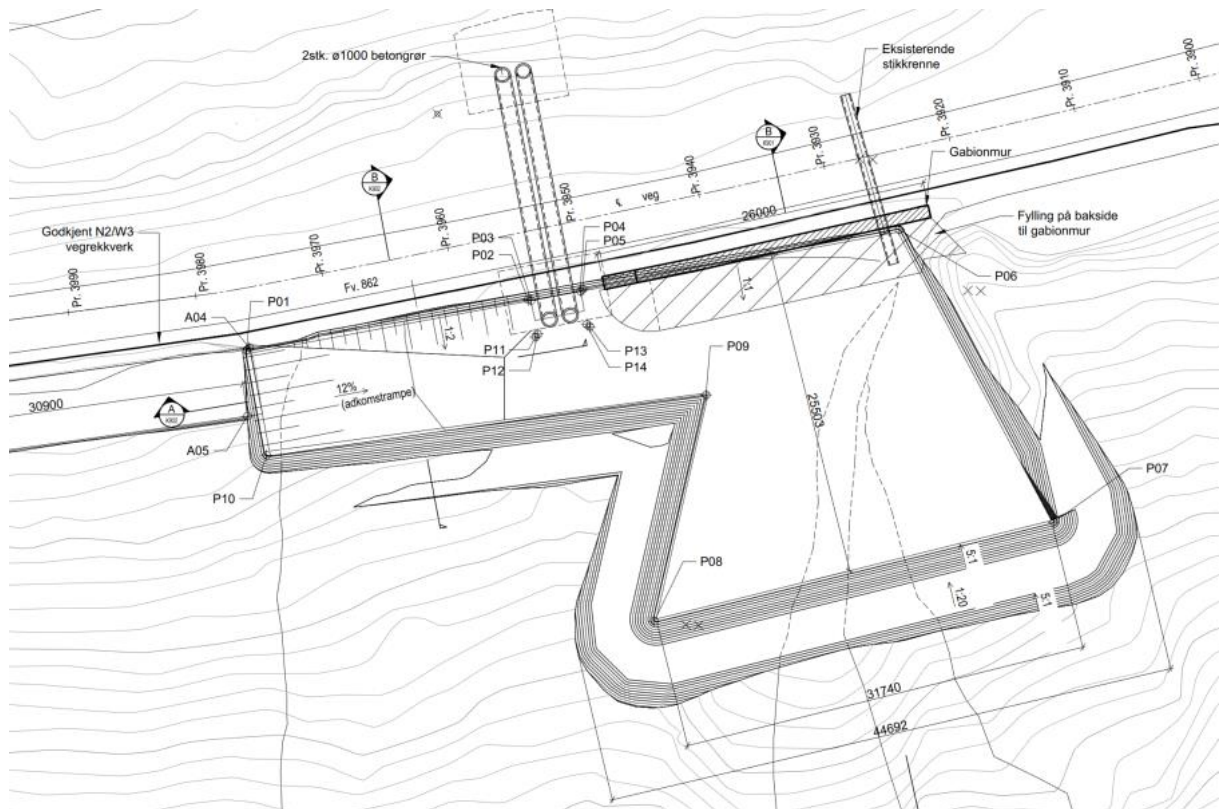 2stk. ø1000 betongrør
Eksisterende
stikkrenne
Pr. 3900
Pr. 3910
Pr. 3920
Pr. 3930
Pr. 3940
Pr. 3950
Pr. 3960
Pr. 3970
Pr. 3980
Pr. 3990
B
K901
B
K902
Gabionmur
Fylling på bakside
til gabionmur
Godkjent N2/W3
vegrekkverk
℄ veg
26000
Fv. 862
P03
P02
P04
P05
P06
P01
A04
1:1
1:2
P11
P12
P13
P14
P09
12%
(adkomstrampe)
30900
A
K902
A05
P10
25503
P07
P08
5:1
1:20
5:1
31740
44692